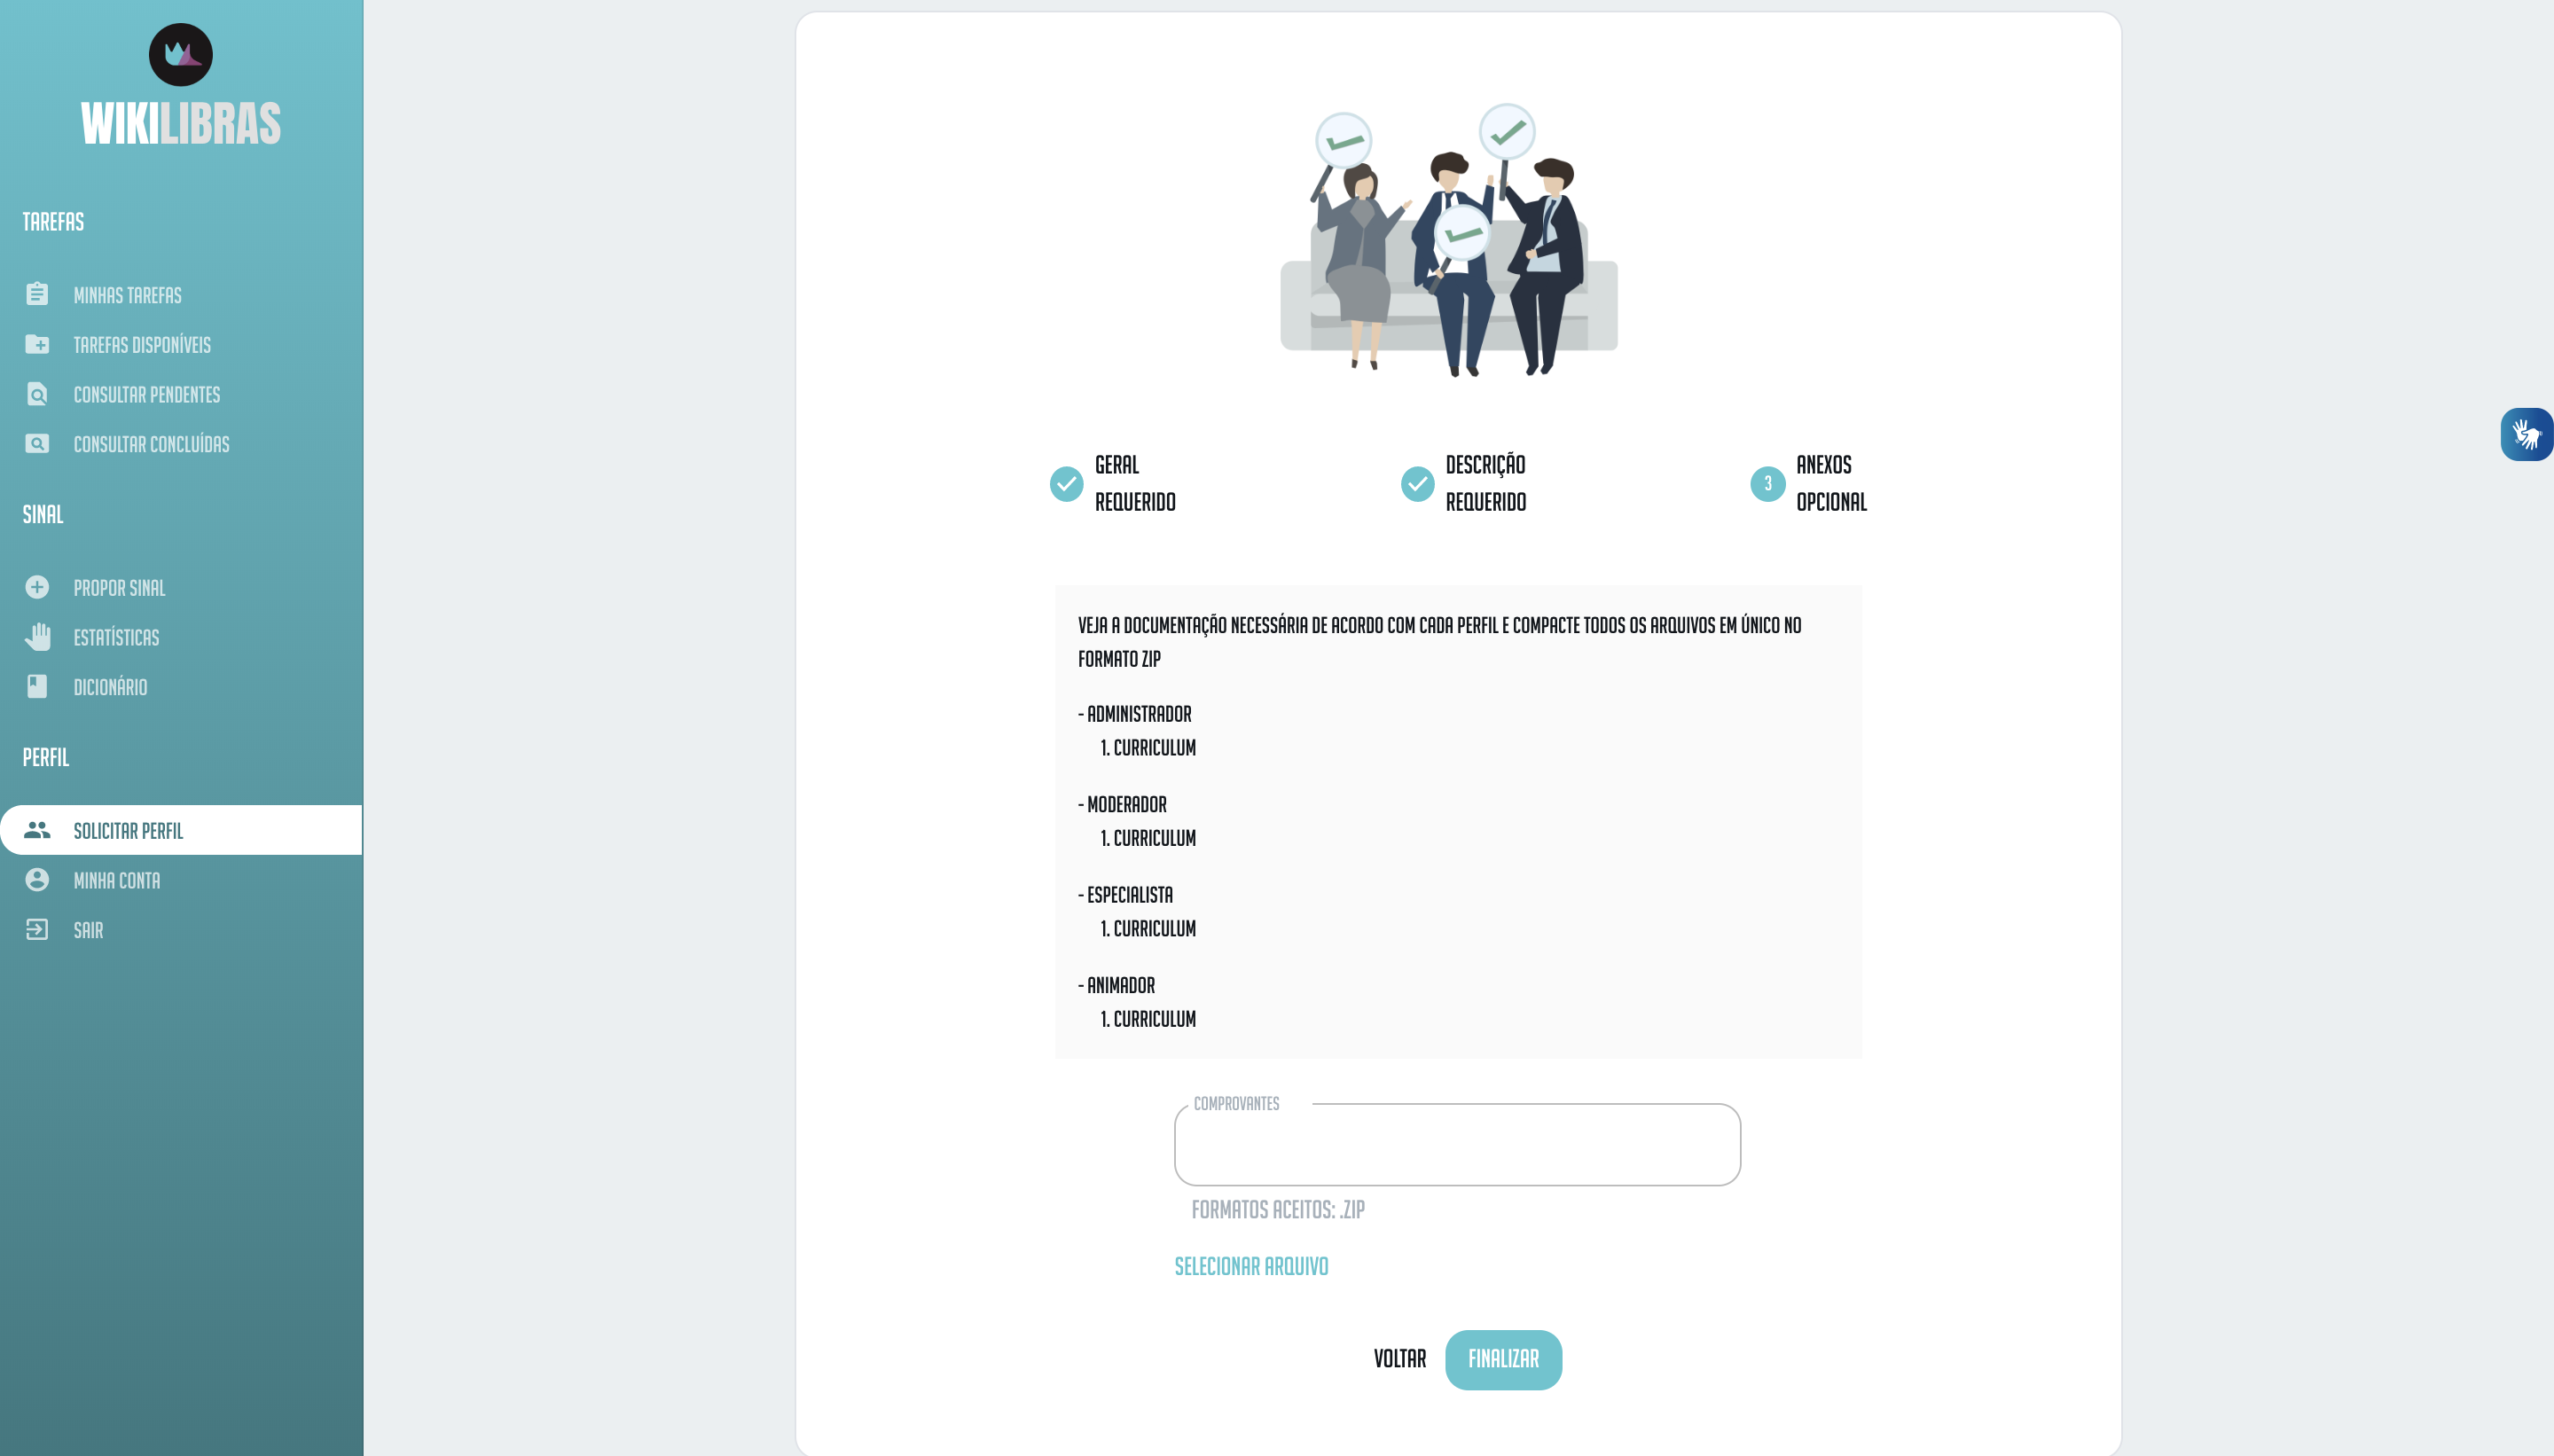 WIKILIBRAS
TAREFAS
MINHAS TAREFAS
TAREFAS DISPONÍVEIS
CONSULTAR PENDENTES
CONSULTAR CONCLUÍDAS
SINAL
PROPOR SINAL
ESTATÍSTICAS
DICIONÁRIO
PERFIL
SOLICITAR PERFIL
MINHA CONTA
SAIR
GERAL
REQUERIDO
DESCRIÇÃO
REQUERIDO
3
ANEXOS
OPCIONAL
VEJA A DOCUMENTAÇÃO NECESSÁRIA DE ACORDO COM CADA PERFIL E COMPACTE TODOS OS ARQUIVOS EM ÚNICO NO
FORMATO ZIP
- ADMINISTRADOR
1. CURRICULUM
- MODERADOR
1. CURRICULUM
- ESPECIALISTA
1. CURRICULUM
- ANIMADOR
1. CURRICULUM
COMPROVANTES
FORMATOS ACEITOS: .ZIP
SELECIONAR ARQUIVO
VOLTAR
FINALIZAR